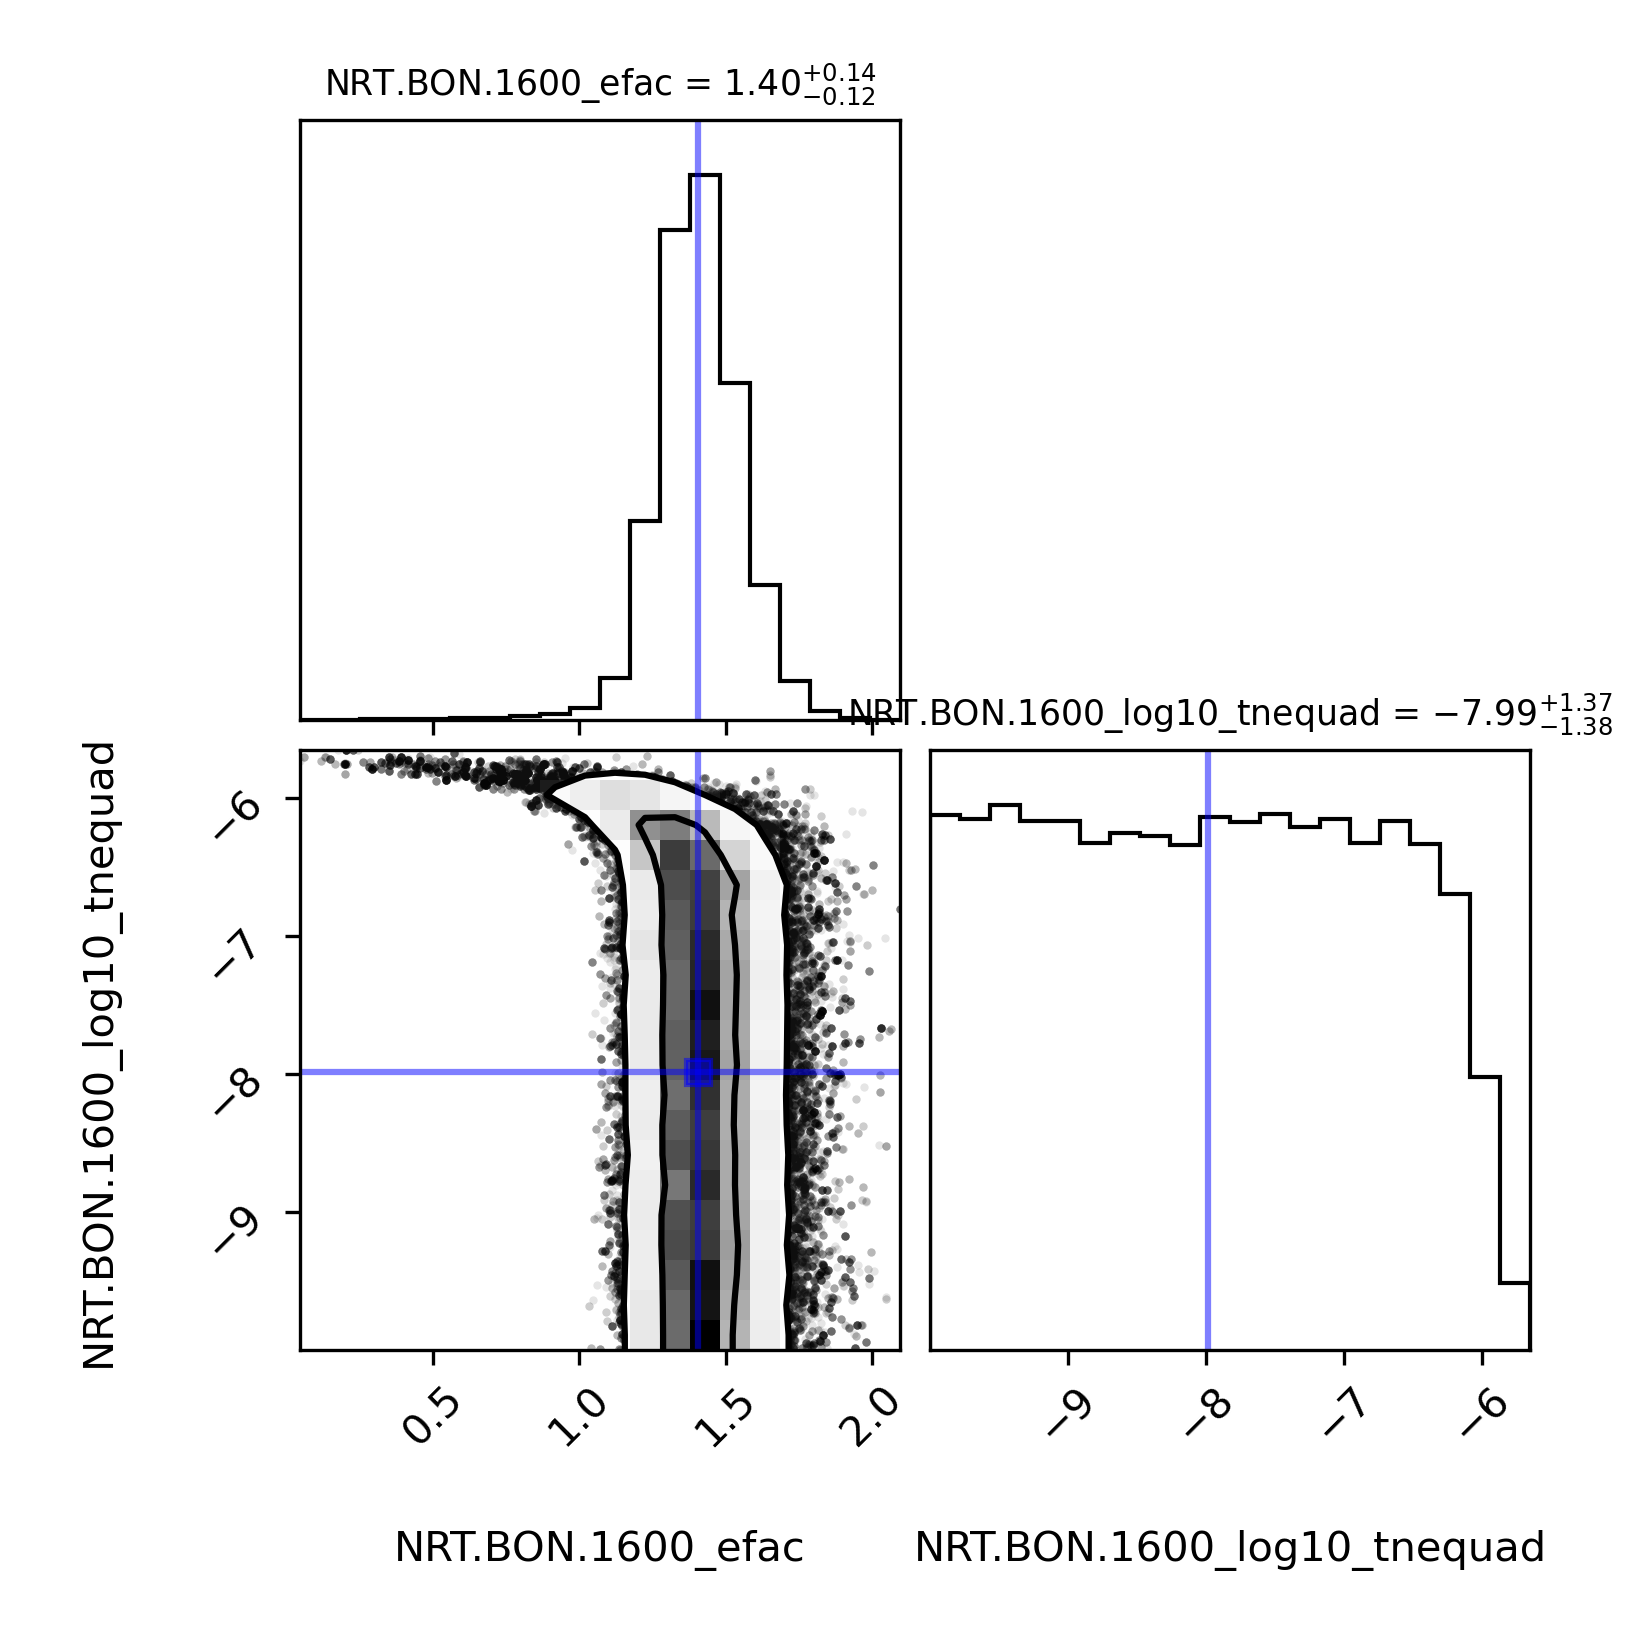 NRT.BON.1600_efac = 1.40 +0.14 −0.12
NRT.BON.1600_log10_tnequad = −7.99 +1.37 −1.38
NRT.BON.1600_log10_tnequad
−6
−7
−8
−9
0.5 1.0 1.5 2.0
−9 −8 −7 −6
NRT.BON.1600_efac
NRT.BON.1600_log10_tnequad